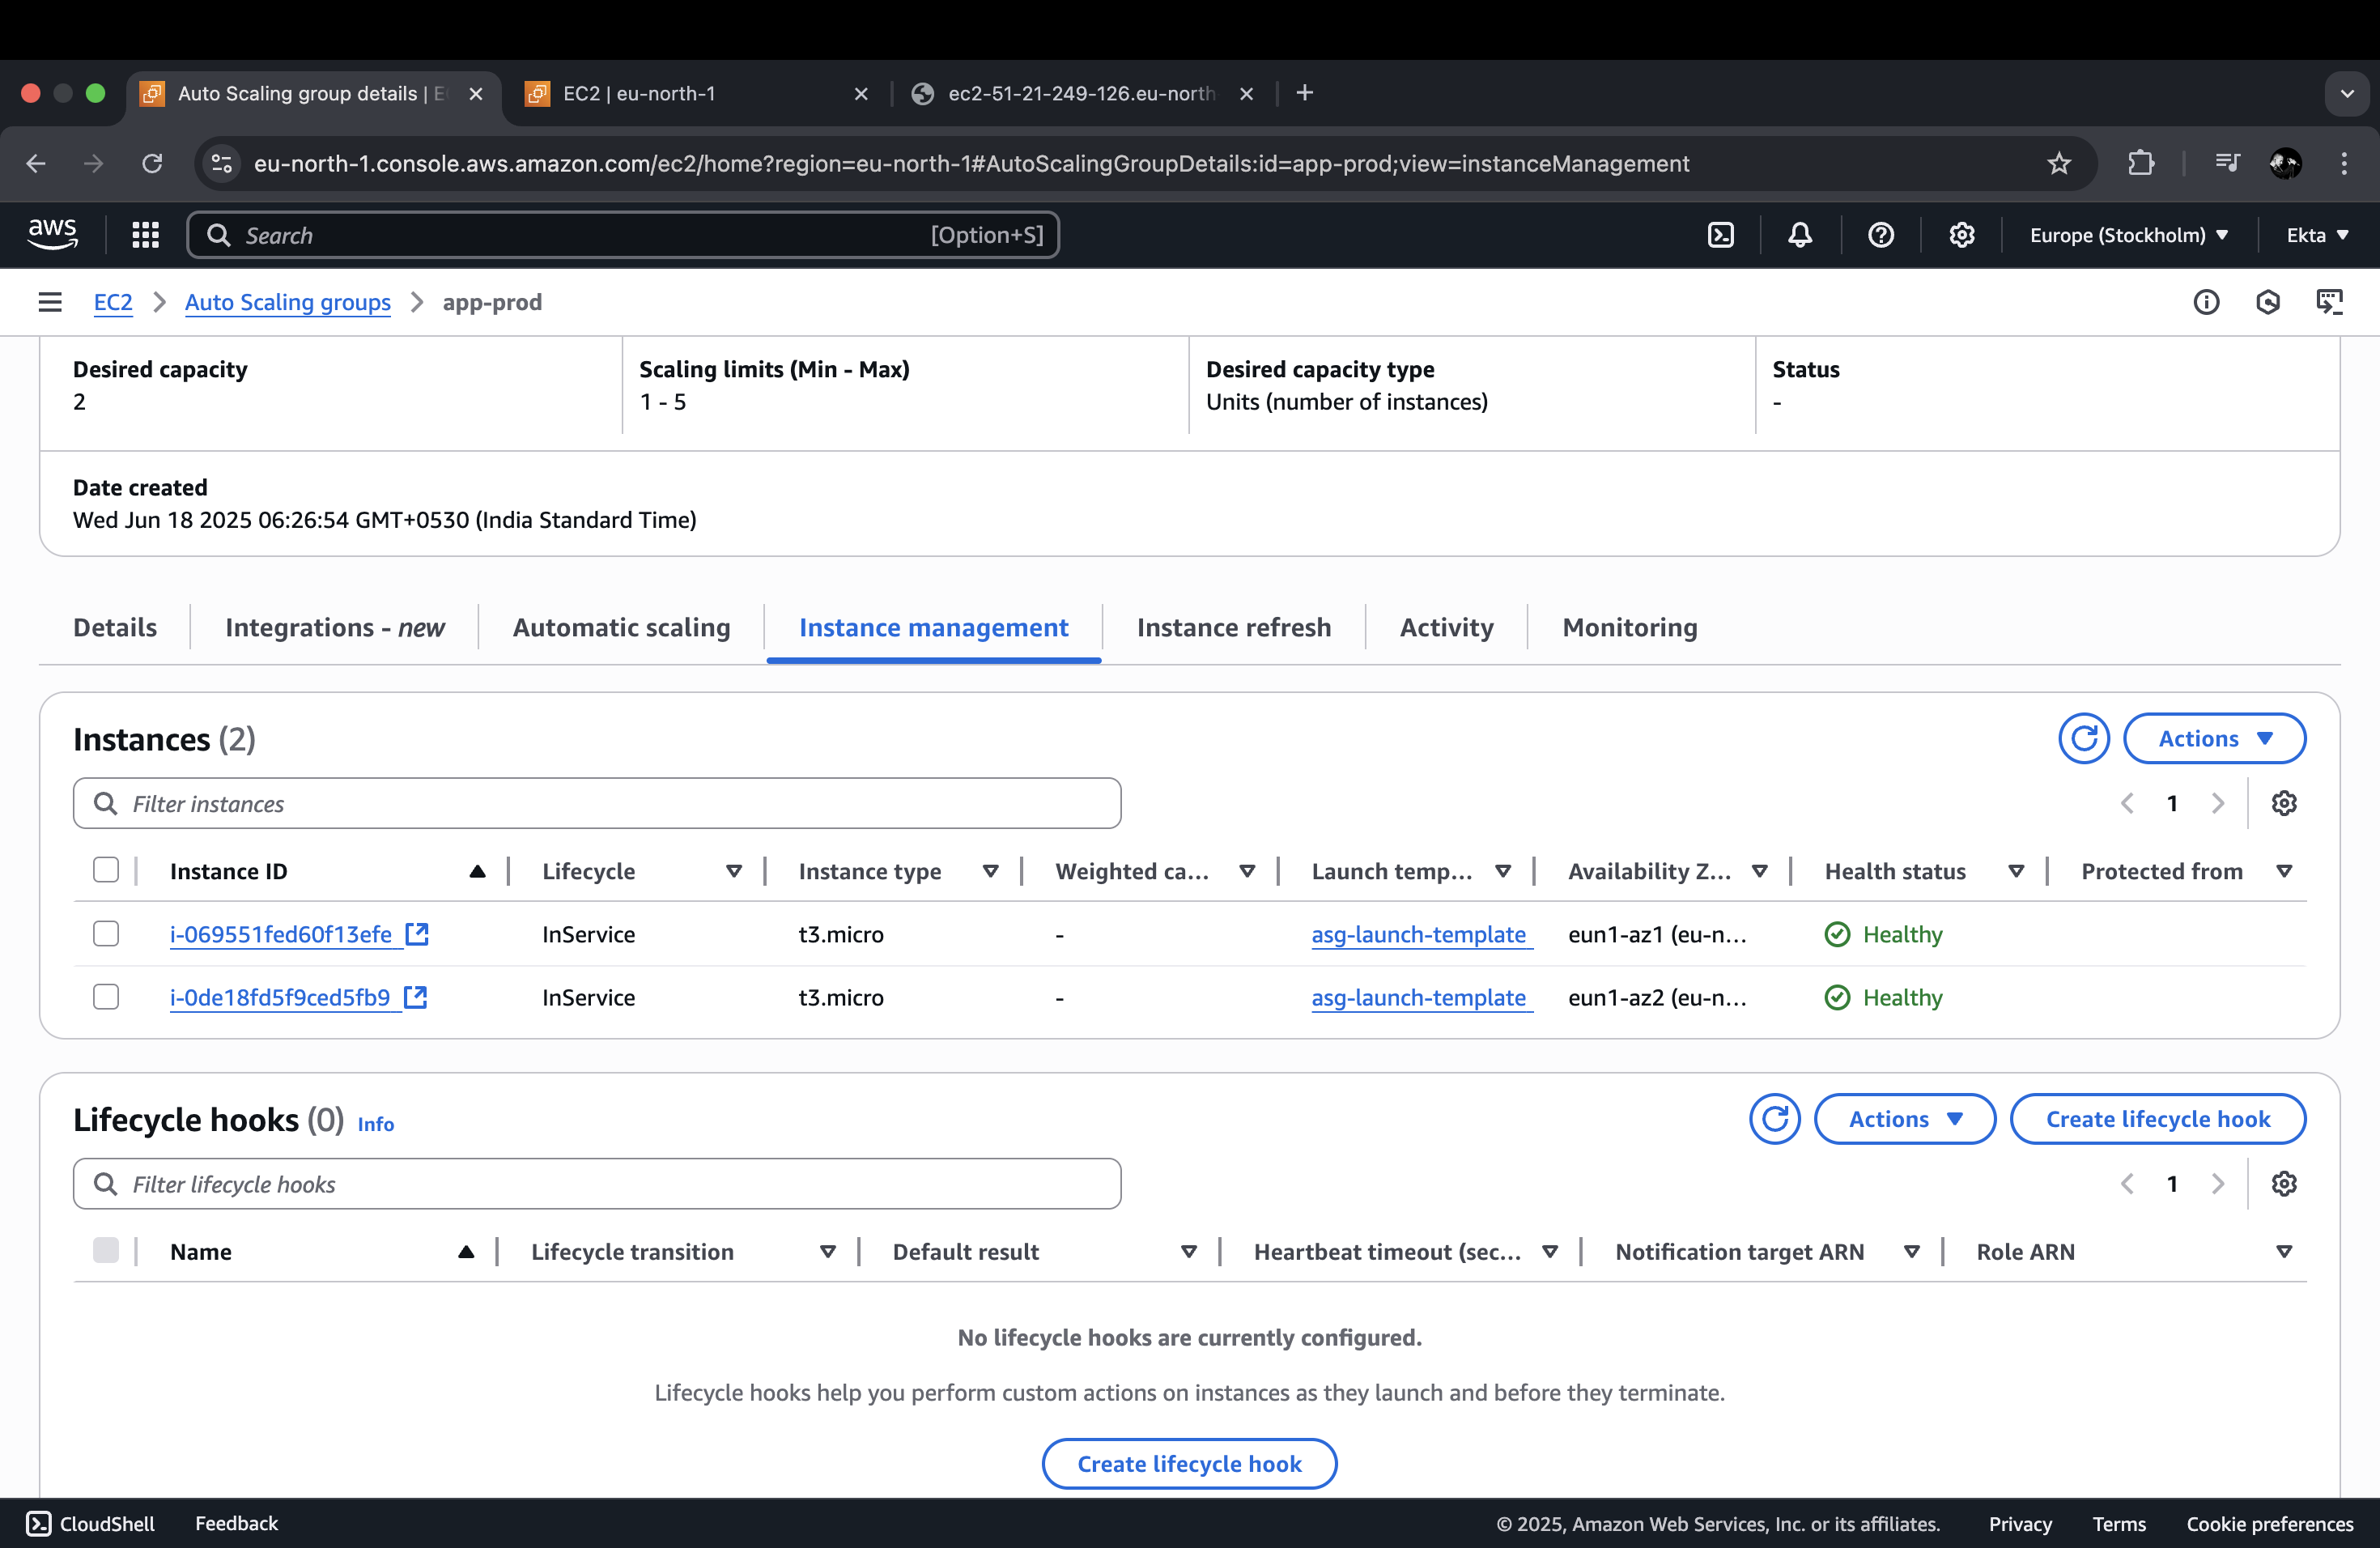 Auto Scaling group details | E
EC2 | eu-north-1
ec2-51-21-249-126.eu-north
eu-north-1.console.aws.amazon.com/ec2/home?region=eu-north-1#AutoScalingGroupDetails:id=app-prod;view=instanceManagement
aws Search [Option+S] Europe (Stockholm) Ekta
EC2 Auto Scaling groups app-prod
Desired capacity Scaling limits (Min - Max) Desired capacity type Status
2 1 - 5 Units (number of instances) -
Date created
Wed Jun 18 2025 06:26:54 GMT+0530 (India Standard Time)
Details Integrations - new Automatic scaling Instance management Instance refresh Activity Monitoring
Instances (2) Actions
Filter instances 1
Instance ID Lifecycle Instance type Weighted ca... Launch temp... Availability Z... Health status Protected from
i-069551fed60f13efe InService t3.micro - asg-launch-template eun1-az1 (eu-n... Healthy
i-0de18fd5f9ced5fb9 InService t3.micro - asg-launch-template eun1-az2 (eu-n... Healthy
Lifecycle hooks (0) Info Actions Create lifecycle hook
Filter lifecycle hooks 1
Name Lifecycle transition Default result Heartbeat timeout (sec... Notification target ARN Role ARN
No lifecycle hooks are currently configured.
Lifecycle hooks help you perform custom actions on instances as they launch and before they terminate.
Create lifecycle hook
CloudShell Feedback © 2025, Amazon Web Services, Inc. or its affiliates. Privacy Terms Cookie preferences